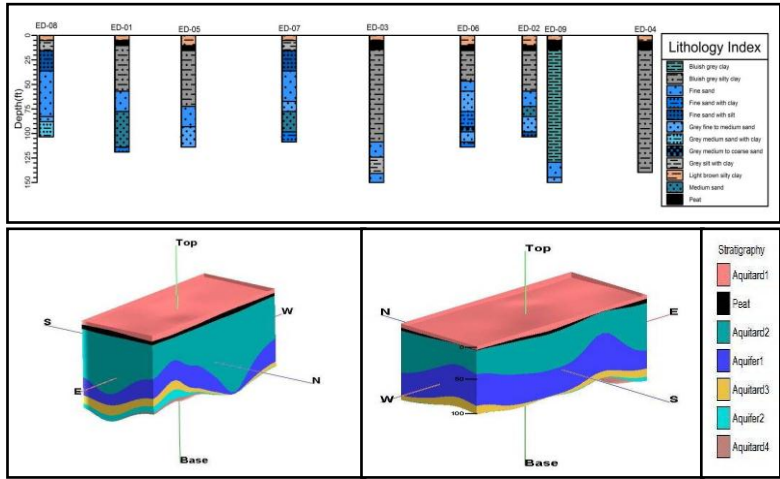 ED-08 ED-01 ED-05 ED-07 ED-03 ED-06 ED-02 ED-09 ED-04
Depth(ft)
0
25
50
75
100
125
150
Lithology Index
Bluish grey clay
Bluish grey silty clay
Fine sand
Fine sand with clay
Fine sand with silt
Grey fine to medium sand
Grey medium sand with clay
Grey medium to coarse sand
Grey silt with clay
Light brown silty clay
Medium sand
Peat
Top
S
W
E
N
Base
Top
N
E
0
50
W
S
100
Base
Stratigraphy
Aquitard1
Peat
Aquitard2
Aquifer1
Aquitard3
Aquifer2
Aquitard4